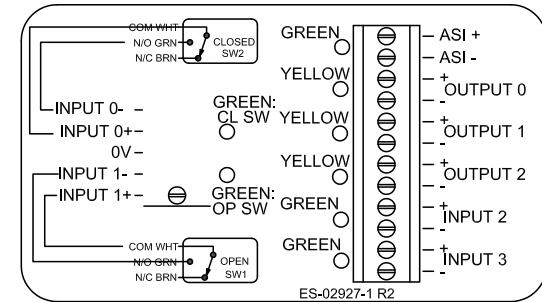 COM WHT
N/O GRN
N/C BRN
CLOSED
SW2
INPUT 0-
INPUT 0+
0V
INPUT 1-
INPUT 1+
COM WHT
N/O GRN
N/C BRN
OPEN
SW1
GREEN:
CL SW
GREEN:
OP SW
GREEN
YELLOW
YELLOW
YELLOW
GREEN
GREEN
ASI +
ASI -
+
OUTPUT 0
-
+
OUTPUT 1
-
+
OUTPUT 2
-
+
INPUT 2
-
+
INPUT 3
-
ES-02927-1 R2